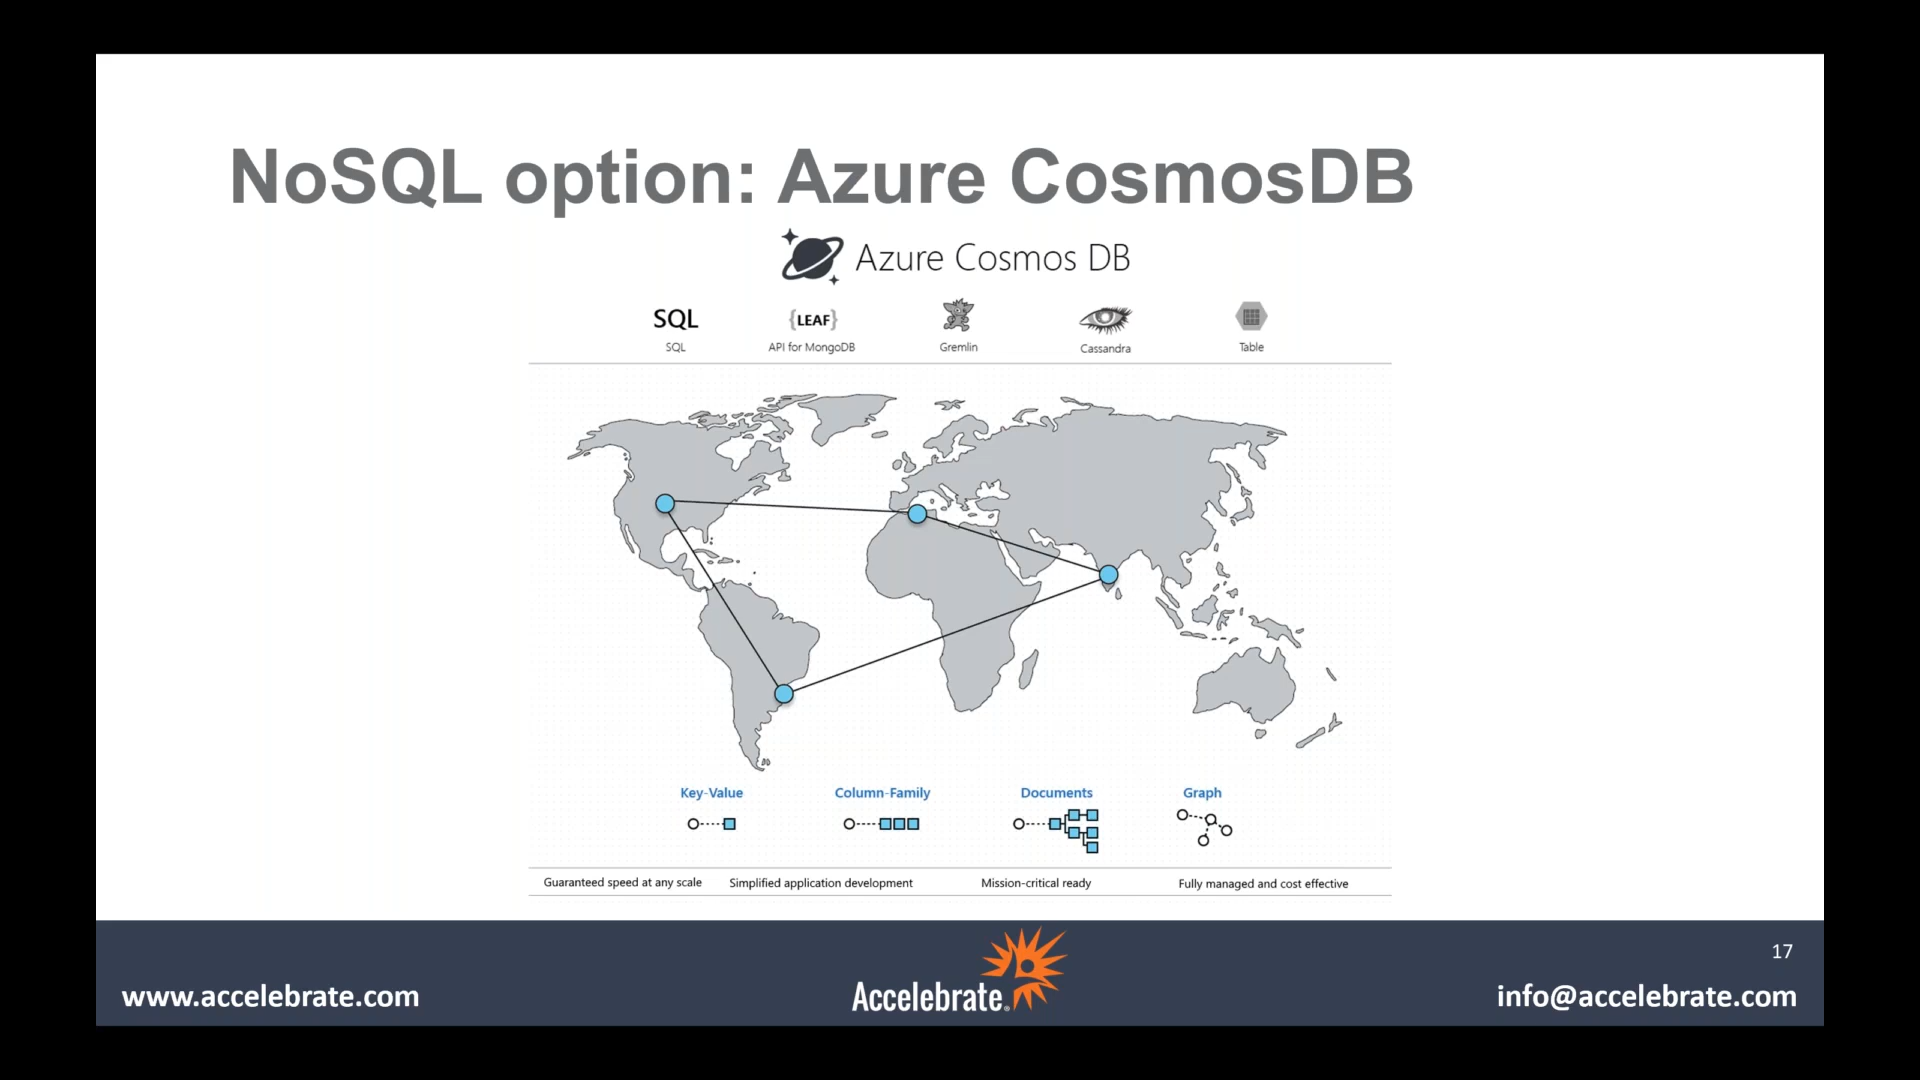 NoSQL option: Azure CosmosDB
Azure Cosmos DB
SQL
{LEAF}
SQL
API for MongoDB
Gremlin
Cassandra
Table
Key-Value
Column-Family
Documents
Graph
Guaranteed speed at any scale
Simplified application development
Mission-critical ready
Fully managed and cost effective
17
www.accelebrate.com
Accelebrate®
info@accelebrate.com